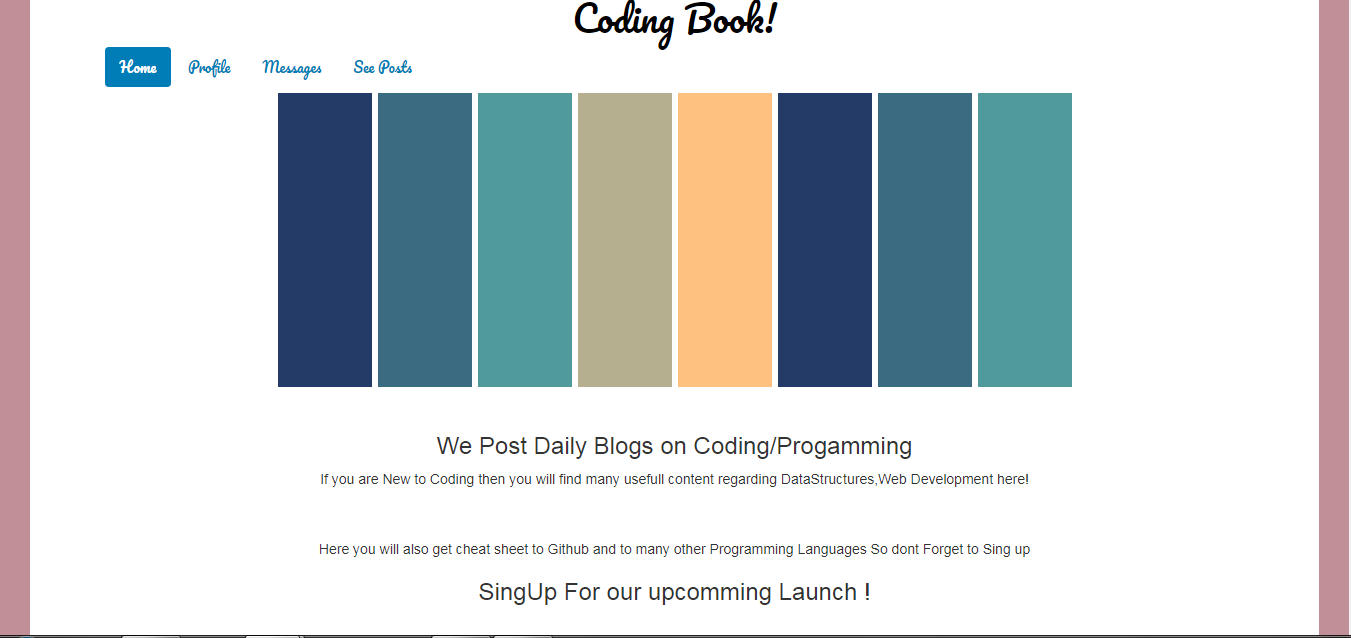 Coding Book!
Home Profile Messages See Posts
We Post Daily Blogs on Coding/Progamming
If you are New to Coding then you will find many usefull content regarding DataStructures,Web Development here!
Here you will also get cheat sheet to Github and to many other Programming Languages So dont Forget to Sing up
SingUp For our upcomming Launch !